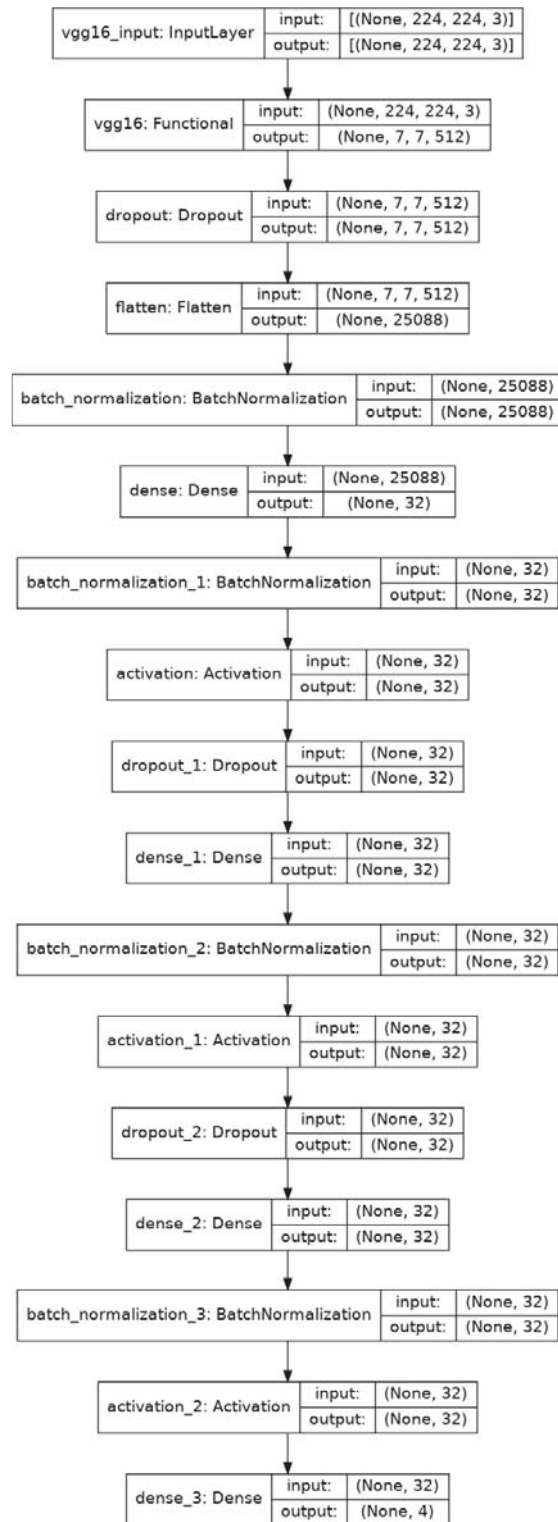 vgg16_input: InputLayer
input: [(None, 224, 224, 3)]
output: [(None, 224, 224, 3)]
vgg16: Functional
input: (None, 224, 224, 3)
output: (None, 7, 7, 512)
dropout: Dropout
input: (None, 7, 7, 512)
output: (None, 7, 7, 512)
flatten: Flatten
input: (None, 7, 7, 512)
output: (None, 25088)
batch_normalization: BatchNormalization
input: (None, 25088)
output: (None, 25088)
dense: Dense
input: (None, 25088)
output: (None, 32)
batch_normalization_1: BatchNormalization
input: (None, 32)
output: (None, 32)
activation: Activation
input: (None, 32)
output: (None, 32)
dropout_1: Dropout
input: (None, 32)
output: (None, 32)
dense_1: Dense
input: (None, 32)
output: (None, 32)
batch_normalization_2: BatchNormalization
input: (None, 32)
output: (None, 32)
activation_1: Activation
input: (None, 32)
output: (None, 32)
dropout_2: Dropout
input: (None, 32)
output: (None, 32)
dense_2: Dense
input: (None, 32)
output: (None, 32)
batch_normalization_3: BatchNormalization
input: (None, 32)
output: (None, 32)
activation_2: Activation
input: (None, 32)
output: (None, 32)
dense_3: Dense
input: (None, 32)
output: (None, 4)